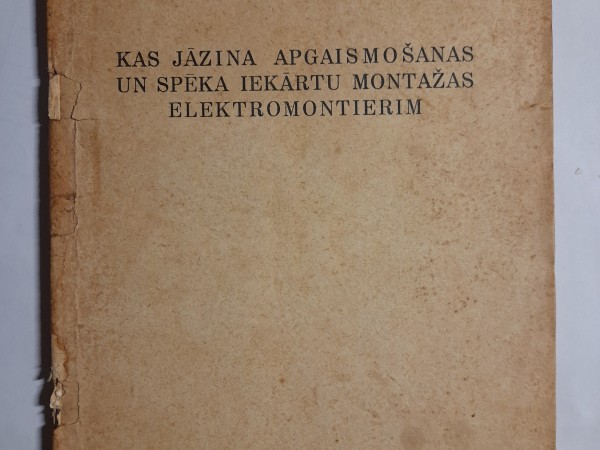 KAS JĀZINA APGAISMOŠANAS
UN SPĒKA IEKĀRTU MONTAŽAS
ELEKTROMONTIERIM